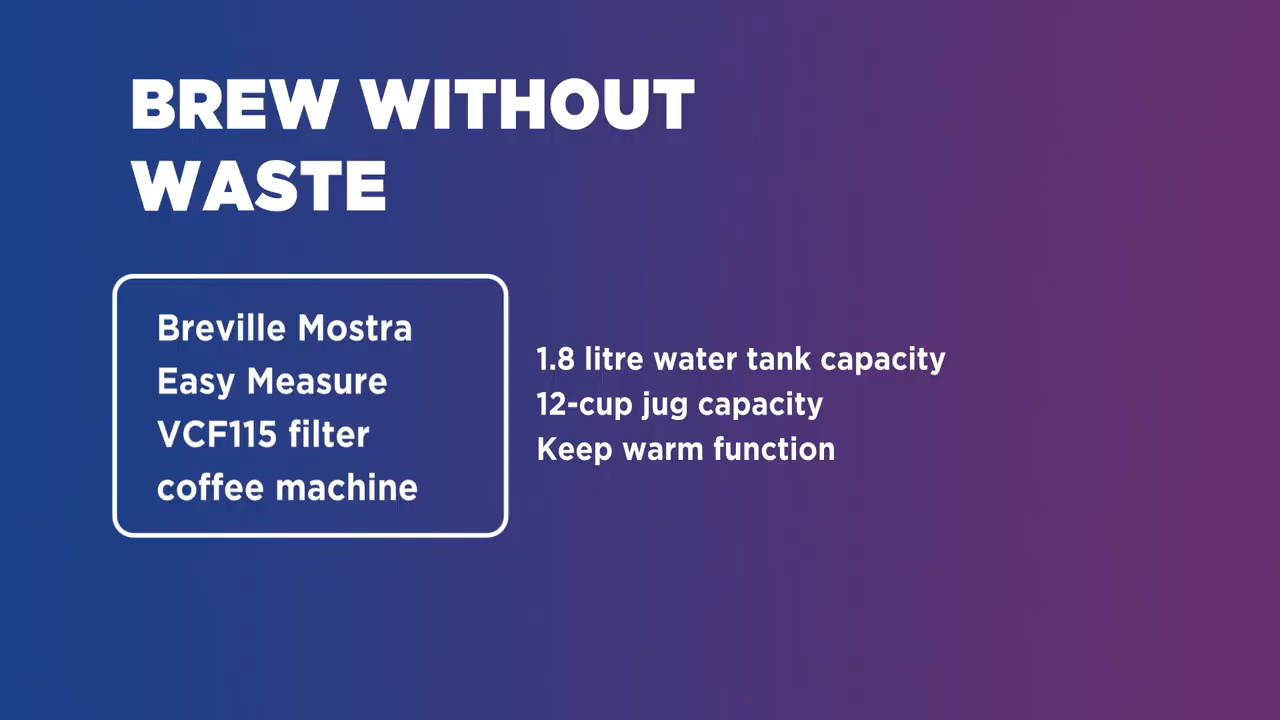 BREW WITHOUT
WASTE
Breville Mostra
Easy Measure
VCF115 filter
coffee machine
1.8 litre water tank capacity
12-cup jug capacity
Keep warm function